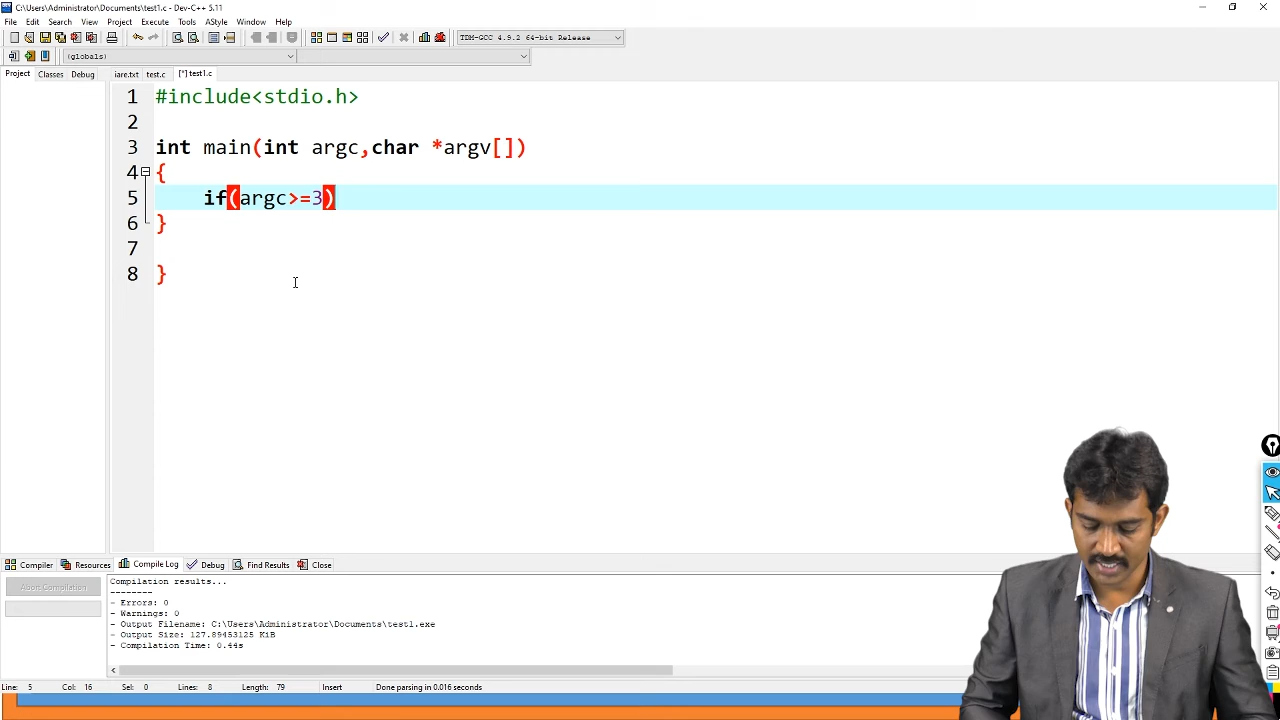 C:\Users\Administrator\Documents\test1.c - Dev-C++ 5.11
File Edit Search View Project Execute Tools AStyle Window Help
TDM-GCC 4.9.2 64-bit Release
(globals)
Project Classes Debug iare.txt test.c [*] test1.c
1 #include<stdio.h>
2
3 int main(int argc,char *argv[])
4 {
5 if(argc>=3)
6 }
7
8 }
Compiler Resources Compile Log Debug Find Results Close
Abort Compilation
Compilation results...
--------
- Errors: 0
- Warnings: 0
- Output Filename: C:\Users\Administrator\Documents\test1.exe
- Output Size: 127.89453125 KiB
- Compilation Time: 0.44s
Line: 5 Col: 16 Sel: 0 Lines: 8 Length: 79 Insert Done parsing in 0.016 seconds